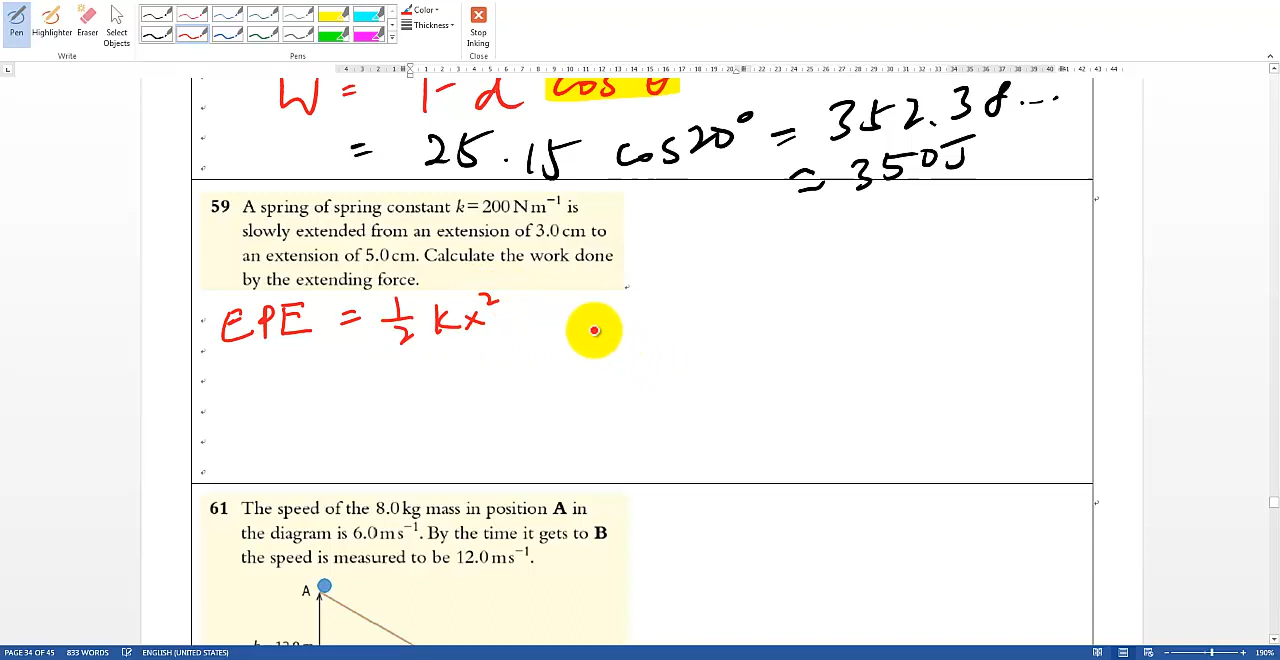 Pen
Highlighter
Eraser
Select Objects
Color
Thickness
Stop Inking
Write
Pens
Close
W = F d cos θ
= 25 . 15 cos 20° = 352.38...
≈ 350J
59 A spring of spring constant k = 200 N m⁻¹ is
slowly extended from an extension of 3.0 cm to
an extension of 5.0 cm. Calculate the work done
by the extending force.
EPE = 1/2 kx²
61 The speed of the 8.0 kg mass in position A in
the diagram is 6.0 m s⁻¹. By the time it gets to B
the speed is measured to be 12.0 m s⁻¹.
A
PAGE 34 OF 45 833 WORDS ENGLISH (UNITED STATES) 190%